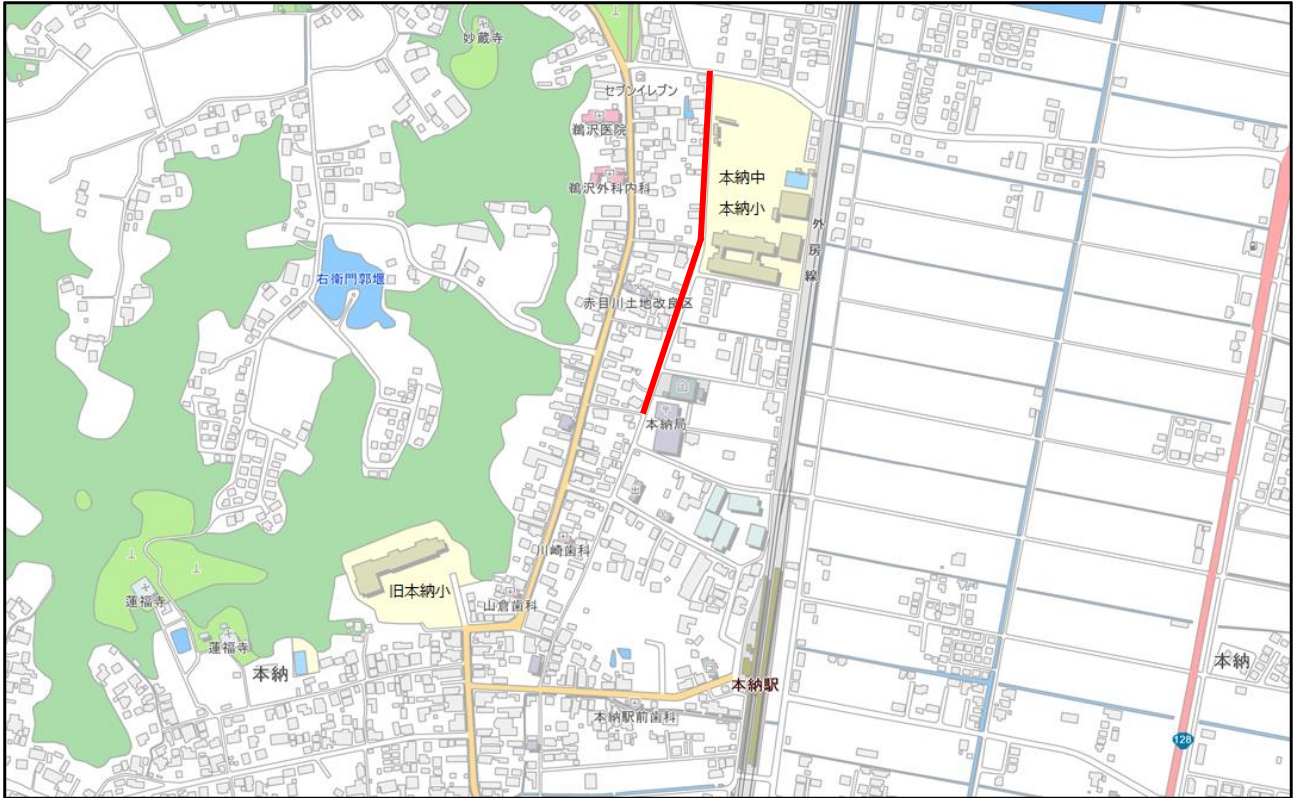 妙蔵寺
セブンイレブン
鵜沢医院
本納中
鵜沢外科内科
本納小
外房線
右衛門郭堰
赤目川土地改良区
本納局
川崎歯科
旧本納小
山倉歯科
蓮福寺
蓮福寺
本納
本納
本納駅
本納駅前歯科
128